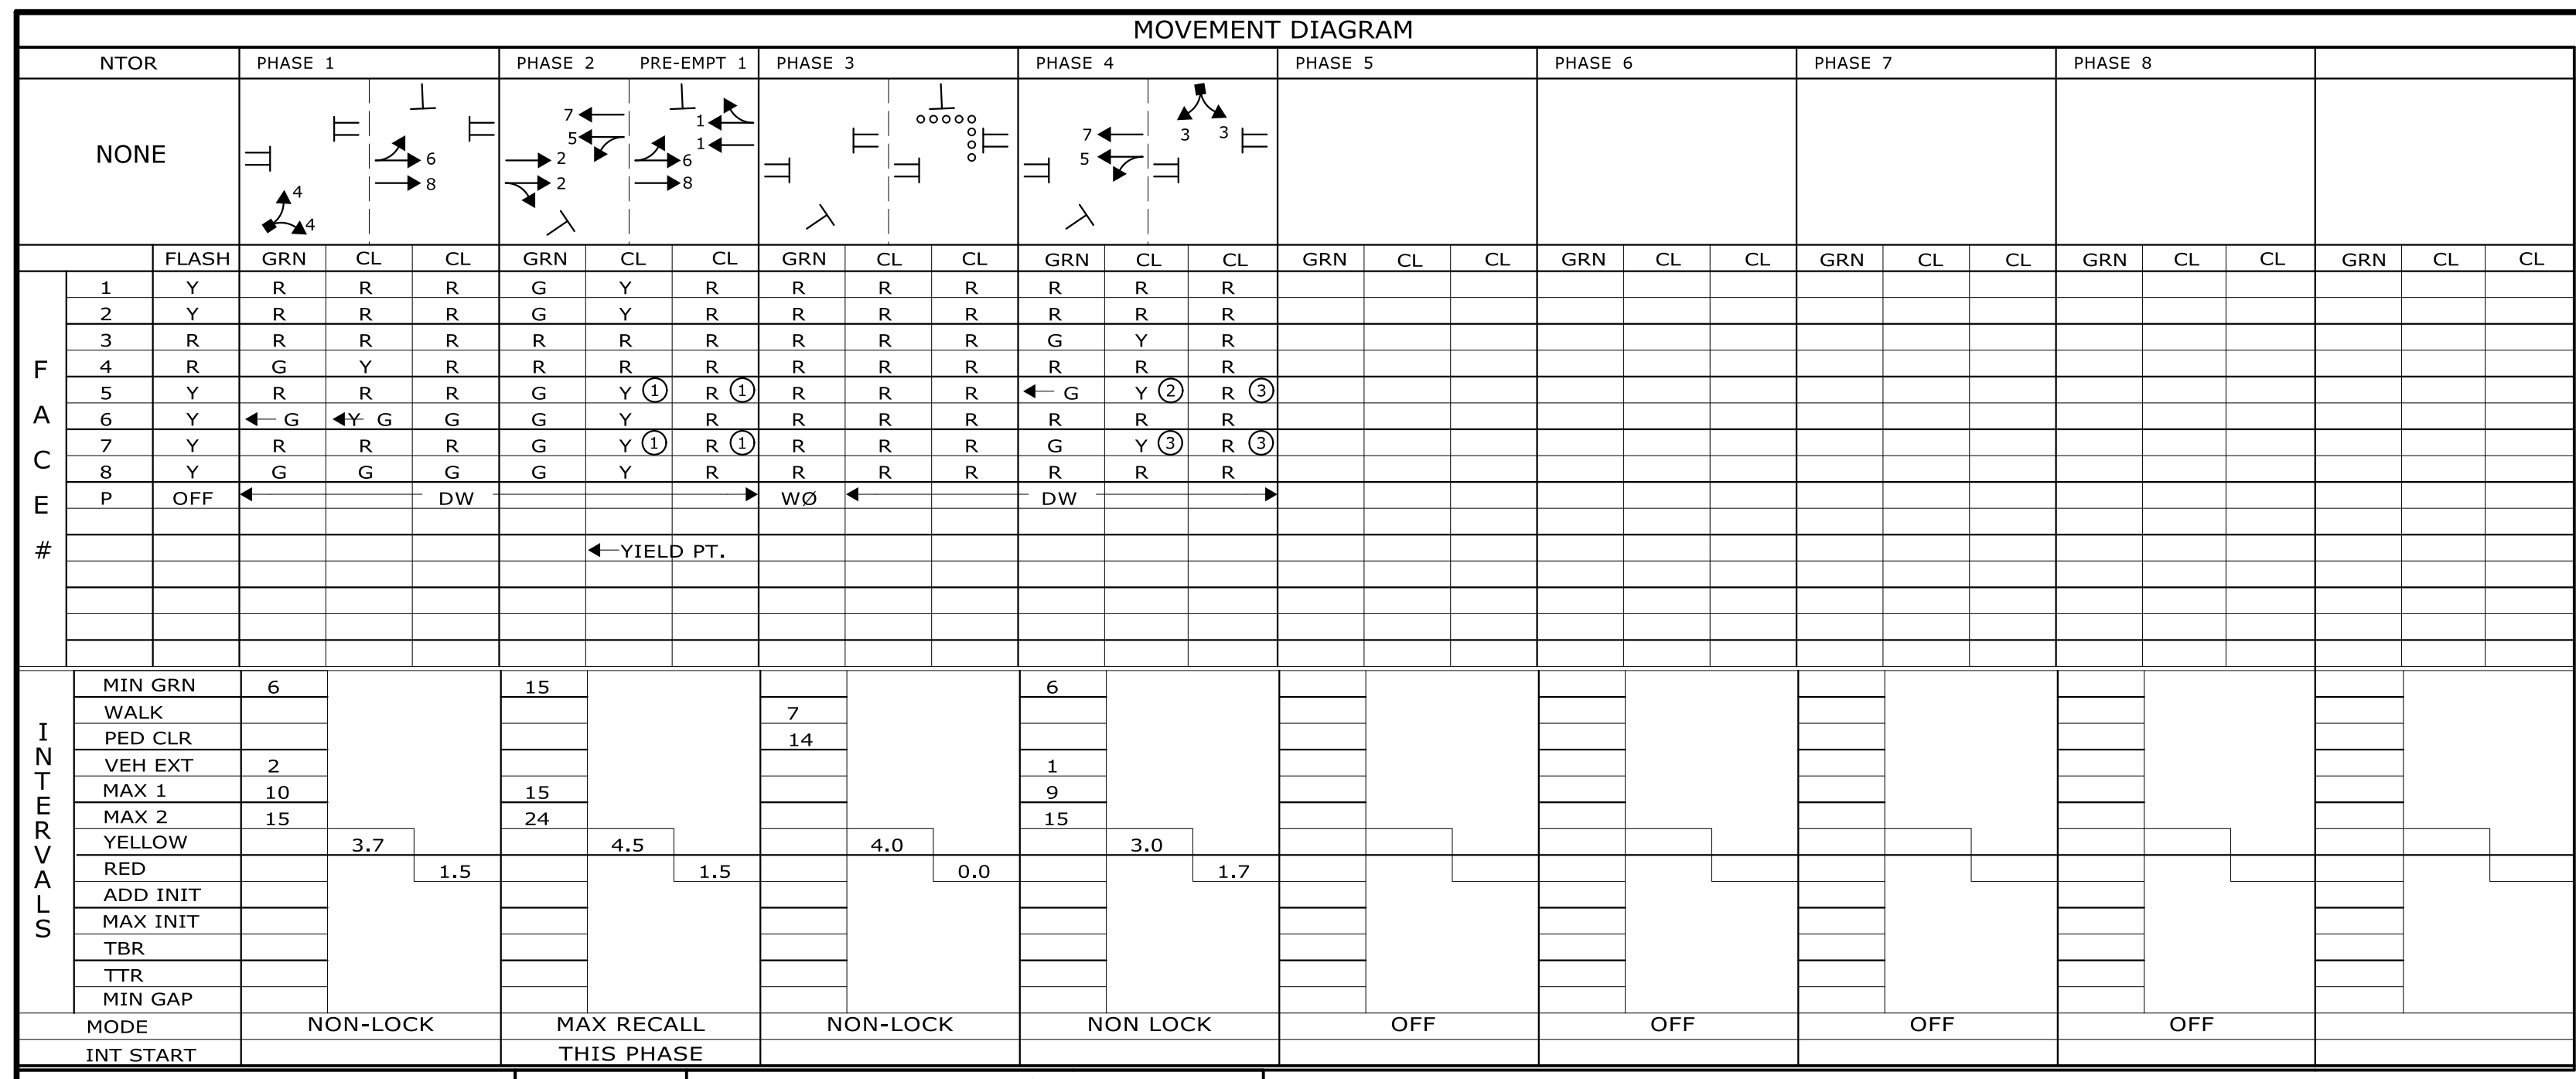 MOVEMENT DIAGRAM
NTOR PHASE 1 PHASE 2 PRE-EMPT 1 PHASE 3 PHASE 4 PHASE 5 PHASE 6 PHASE 7 PHASE 8
NONE
4 4 6 8
7 5 2 2 1 1 6 8
7 5 3 3
FLASH GRN CL CL GRN CL CL GRN CL CL GRN CL CL GRN CL CL GRN CL CL GRN CL CL GRN CL CL GRN CL CL
FACE #
1 Y R R R G Y R R R R R R R
2 Y R R R G Y R R R R R R R
3 R R R R R R R R R R G Y R
4 R G Y R R R R R R R R R R
5 Y R R R G Y ① R ① R R R ← G Y ② R ③
6 Y ← G ←Y G G G Y R R R R R R R
7 Y R R R G Y ① R ① R R R G Y ③ R ③
8 Y G G G G Y R R R R R R R
P OFF DW WØ DW
←YIELD PT.
INTERVALS
MIN GRN 6 15 6
WALK 7
PED CLR 14
VEH EXT 2 1
MAX 1 10 15 9
MAX 2 15 24 15
YELLOW 3.7 4.5 4.0 3.0
RED 1.5 1.5 0.0 1.7
ADD INIT
MAX INIT
TBR
TTR
MIN GAP
MODE NON-LOCK MAX RECALL NON-LOCK NON LOCK OFF OFF OFF OFF
INT START THIS PHASE